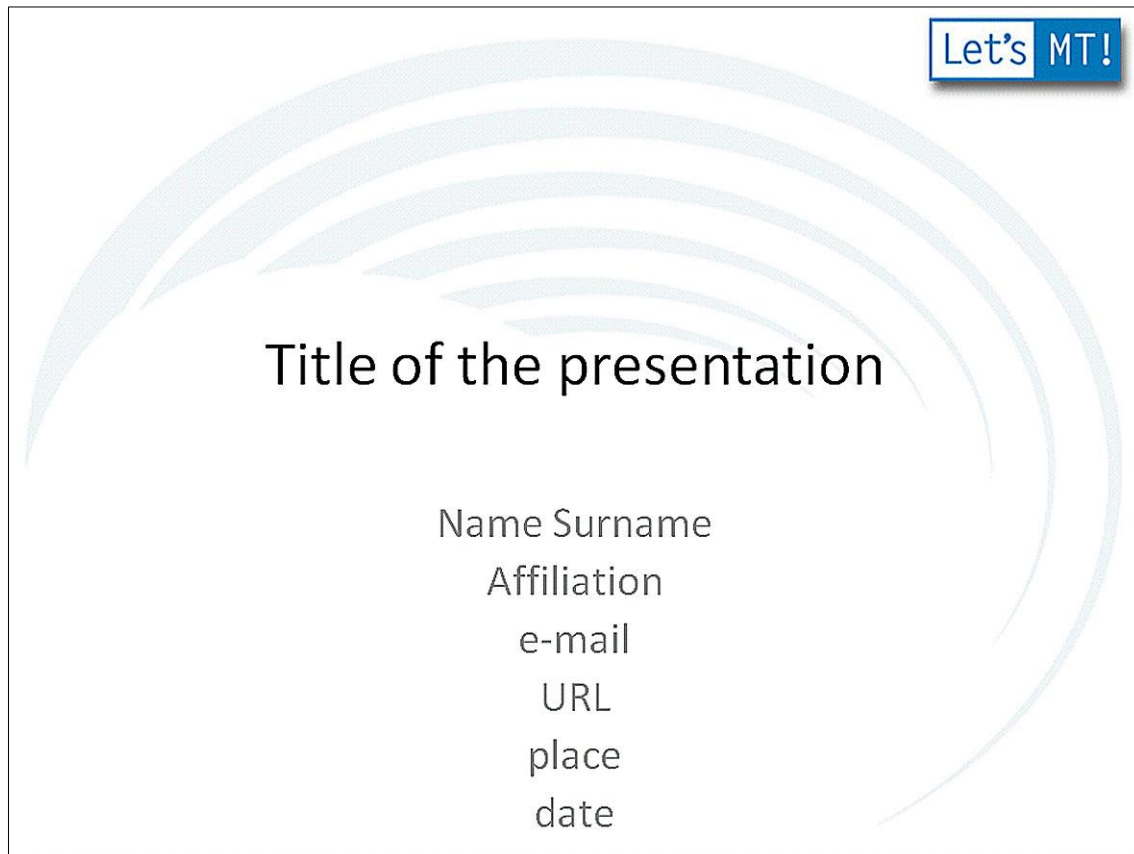 Let's MT!
Title of the presentation
Name Surname
Affiliation
e-mail
URL
place
date